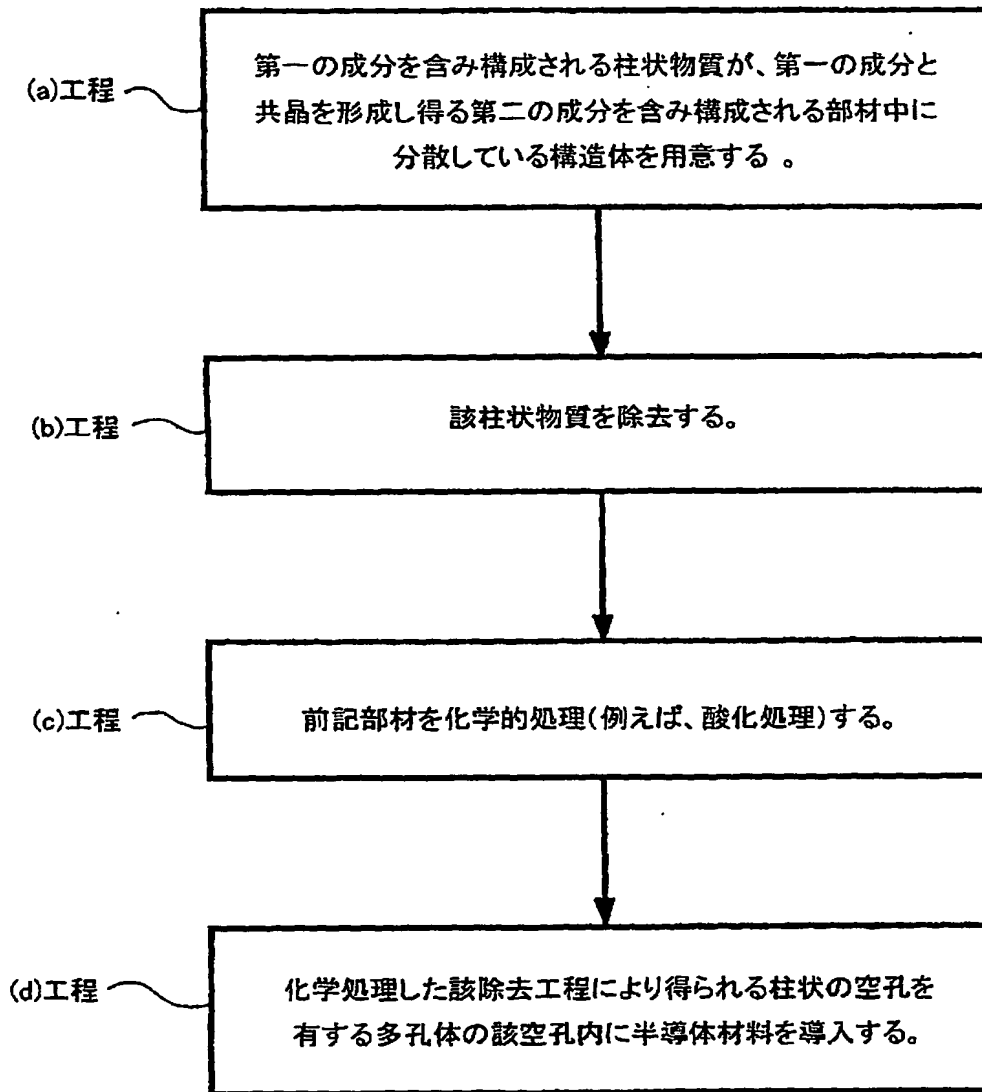 (a)工程
第一の成分を含み構成される柱状物質が、第一の成分と
共晶を形成し得る第二の成分を含み構成される部材中に
分散している構造体を用意する 。
(b)工程
該柱状物質を除去する。
(c)工程
前記部材を化学的処理(例えば、酸化処理)する。
(d)工程
化学処理した該除去工程により得られる柱状の空孔を
有する多孔体の該空孔内に半導体材料を導入する。